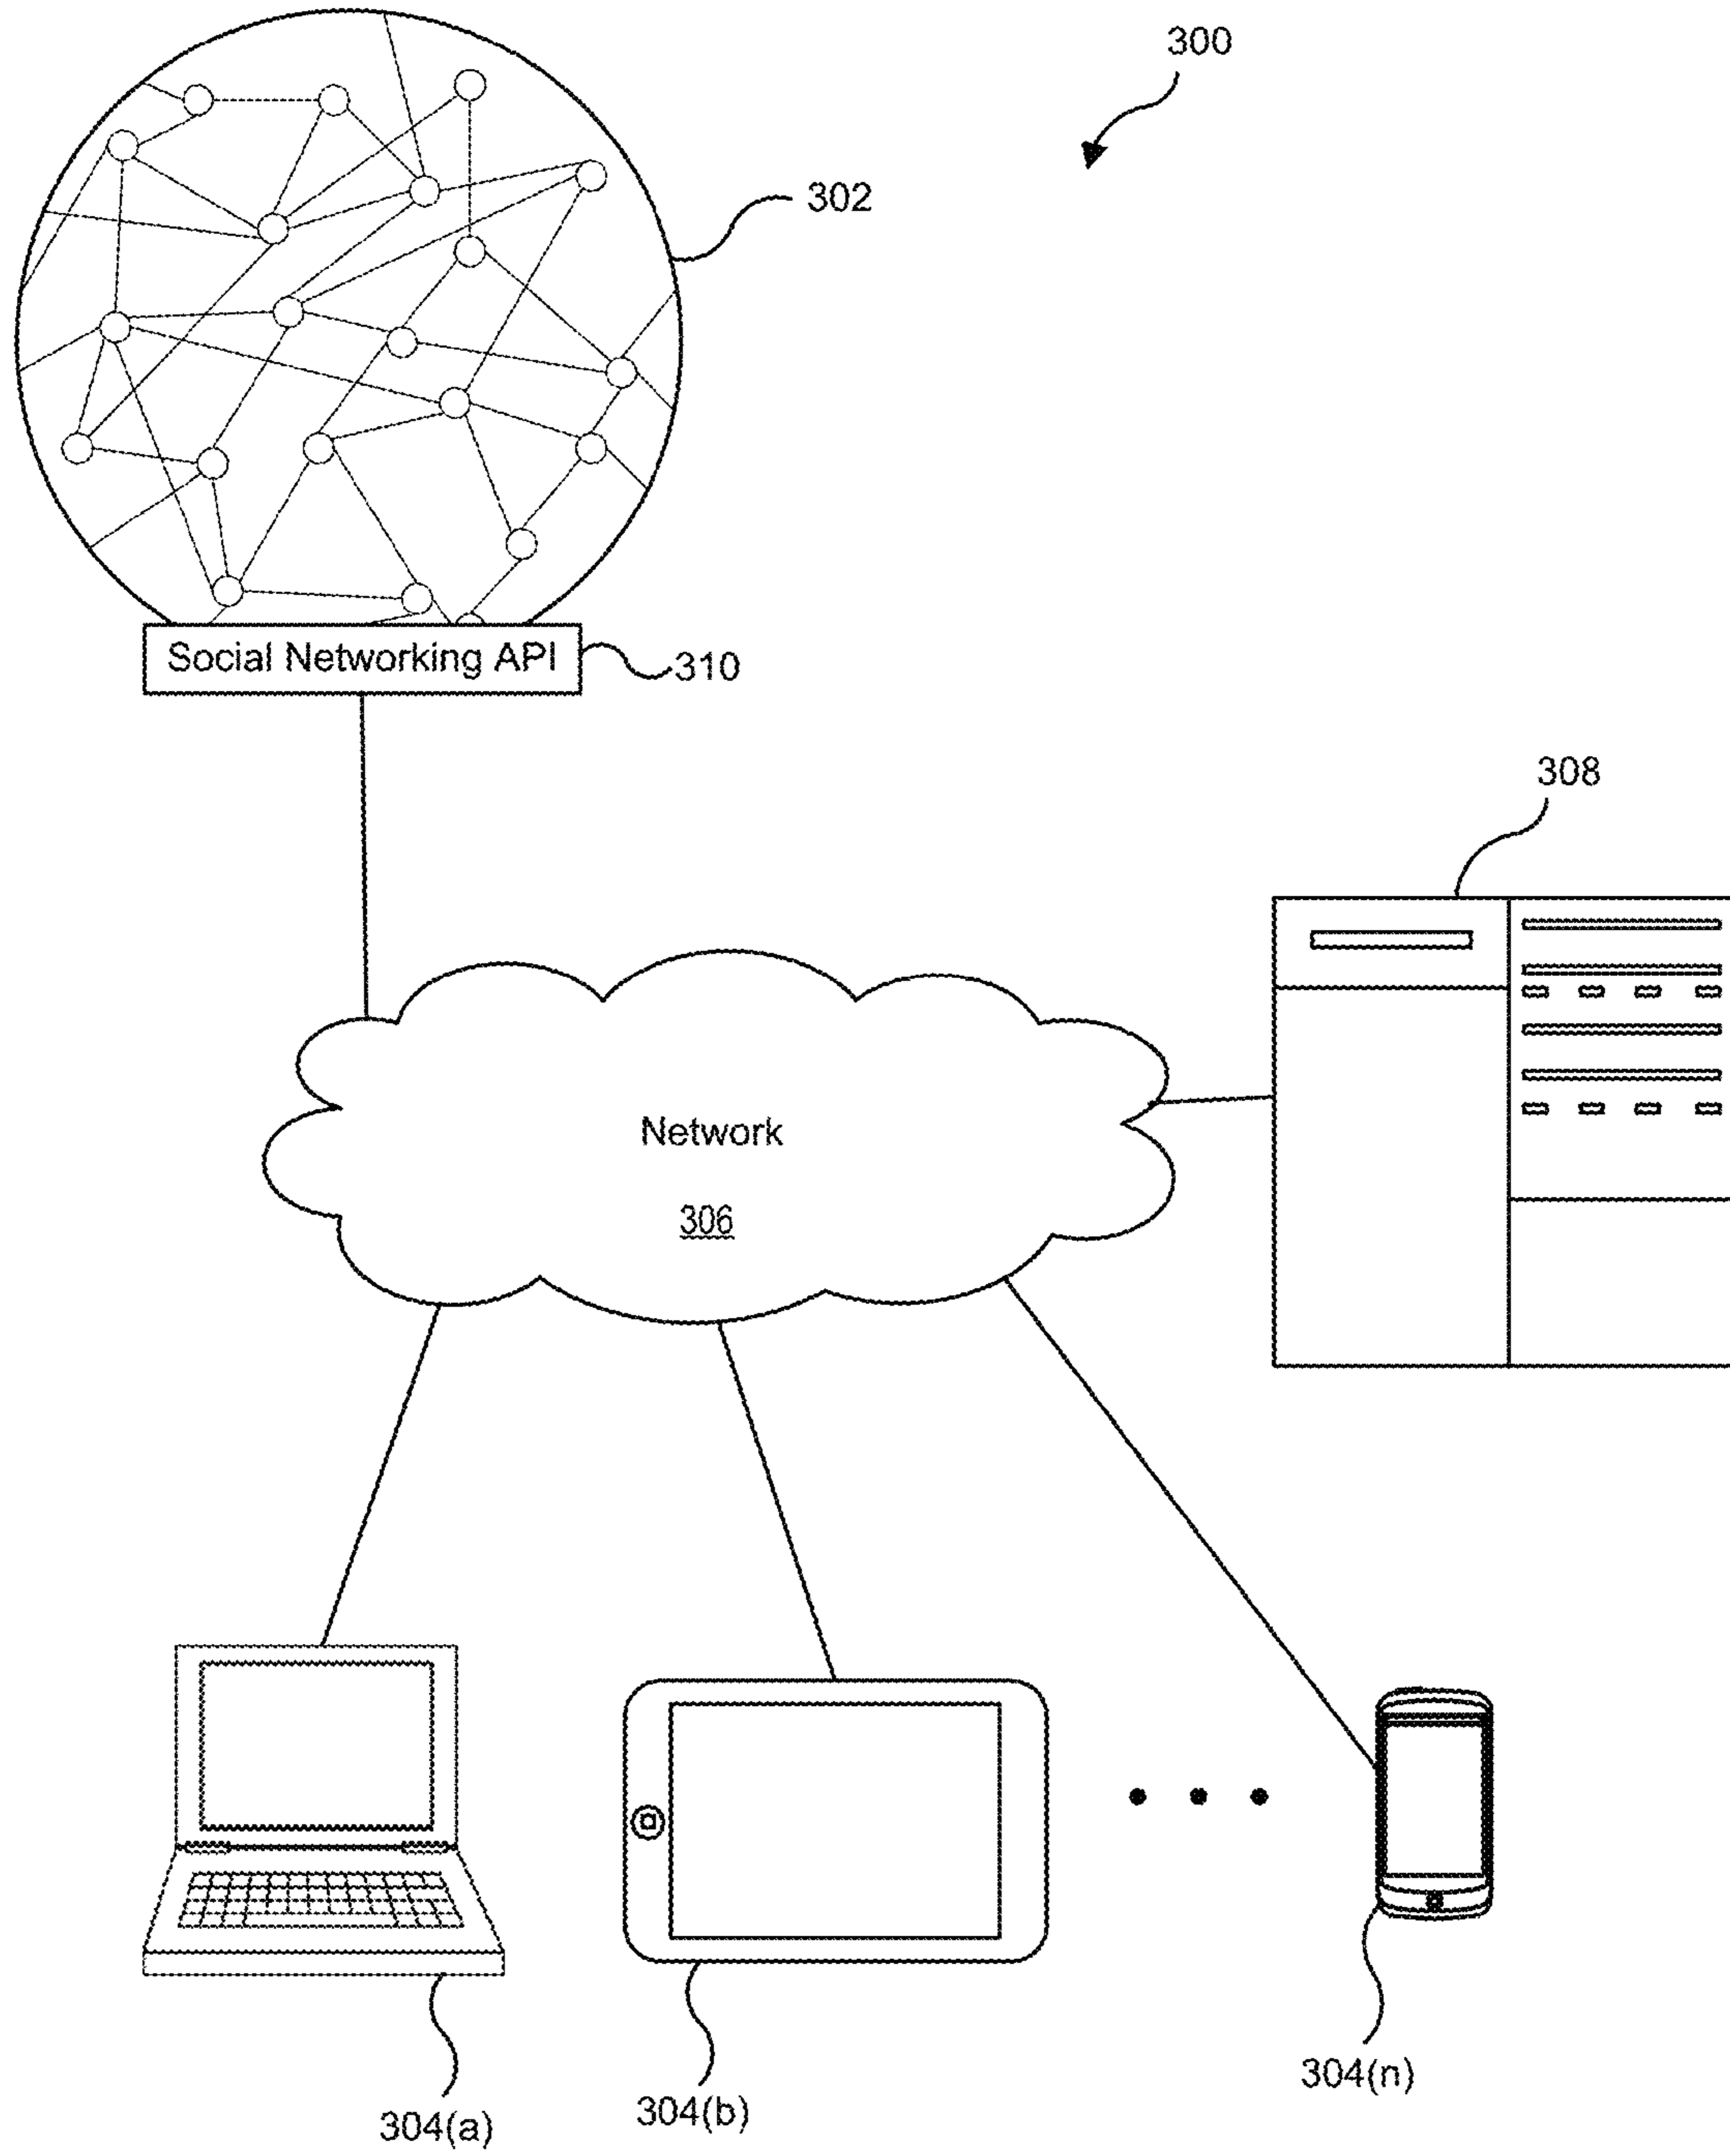 300
302
Social Networking API
310
308
Network
306
304(a)
304(b)
304(n)